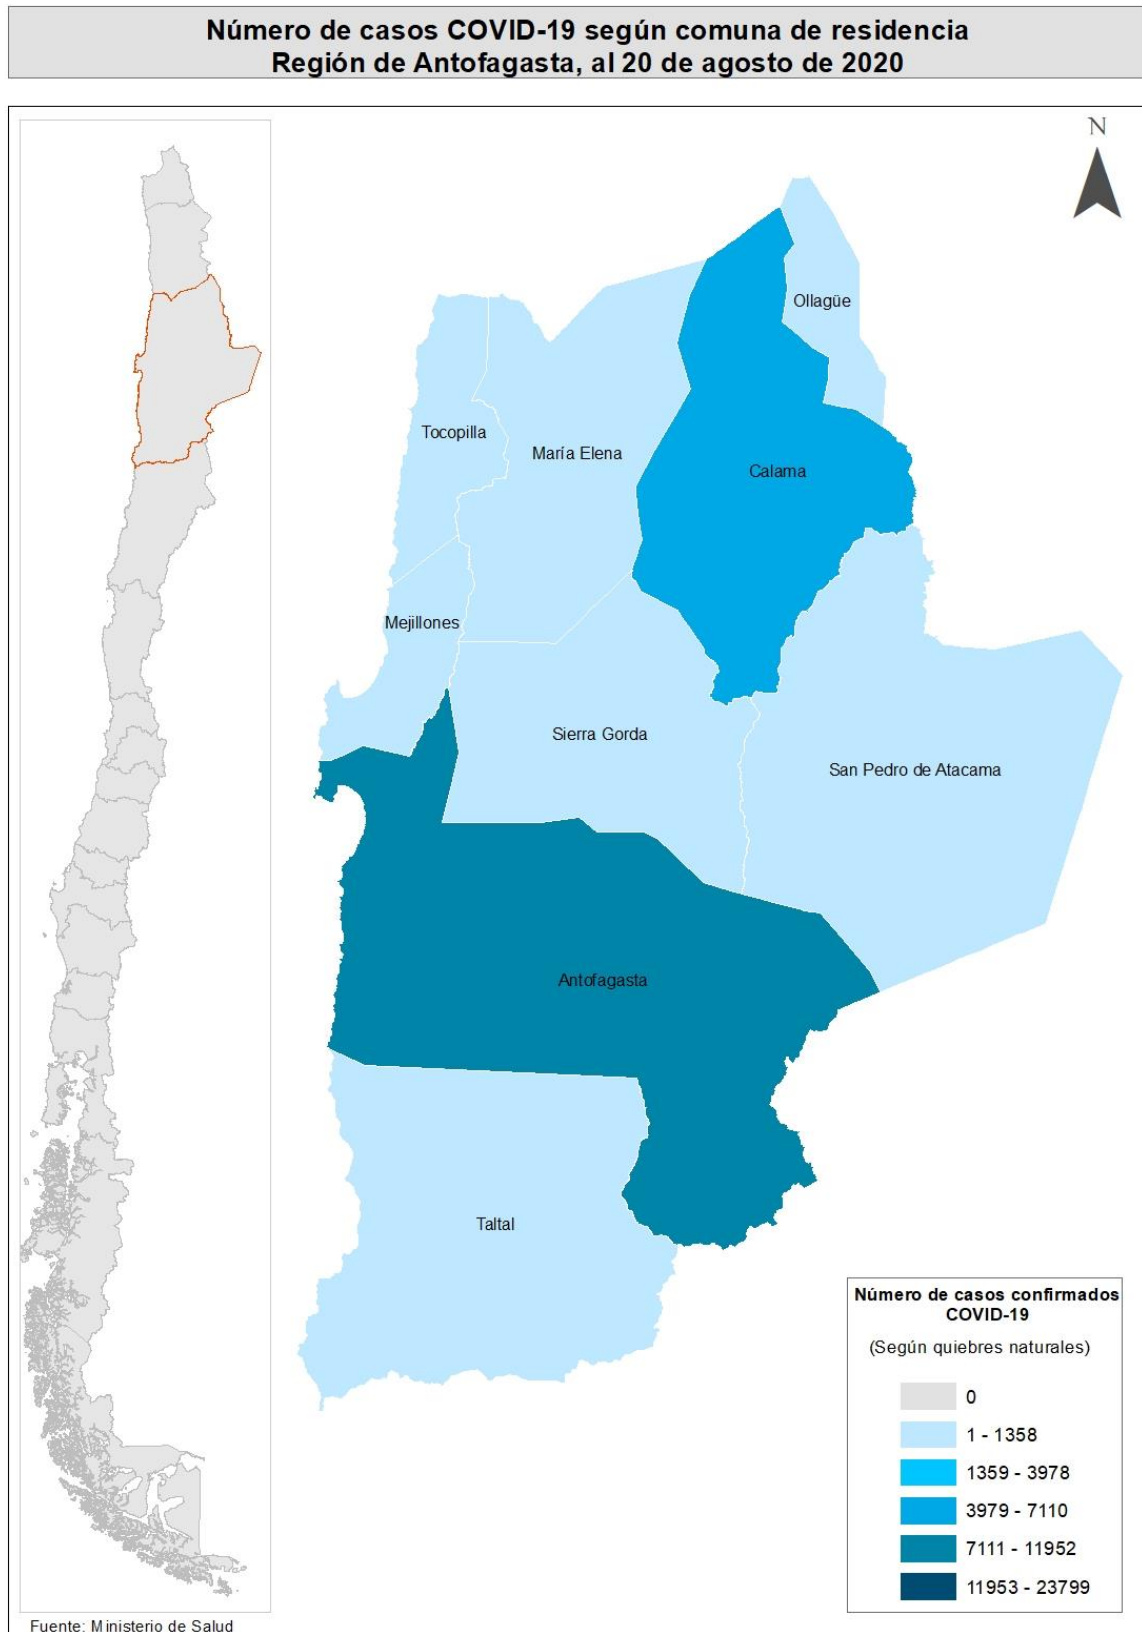 Número de casos COVID-19 según comuna de residencia
Región de Antofagasta, al 20 de agosto de 2020
N
Ollagüe
Tocopilla
María Elena
Calama
Mejillones
Sierra Gorda
San Pedro de Atacama
Antofagasta
Taltal
Número de casos confirmados
COVID-19
(Según quiebres naturales)
0
1 - 1358
1359 - 3978
3979 - 7110
7111 - 11952
11953 - 23799
Fuente: Ministerio de Salud